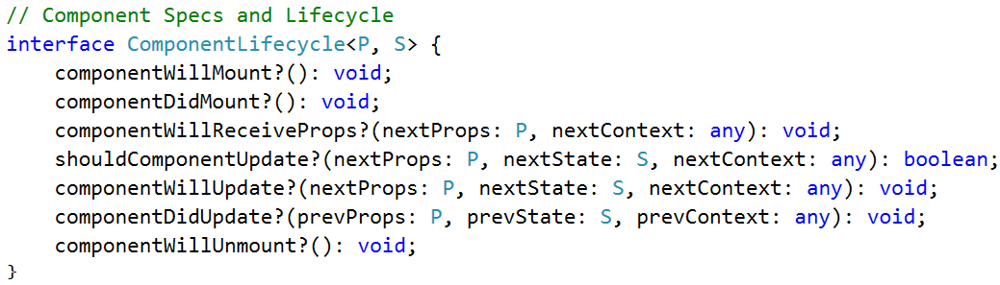 // Component Specs and Lifecycle
interface ComponentLifecycle<P, S> {
    componentWillMount?(): void;
    componentDidMount?(): void;
    componentWillReceiveProps?(nextProps: P, nextContext: any): void;
    shouldComponentUpdate?(nextProps: P, nextState: S, nextContext: any): boolean;
    componentWillUpdate?(nextProps: P, nextState: S, nextContext: any): void;
    componentDidUpdate?(prevProps: P, prevState: S, prevContext: any): void;
    componentWillUnmount?(): void;
}